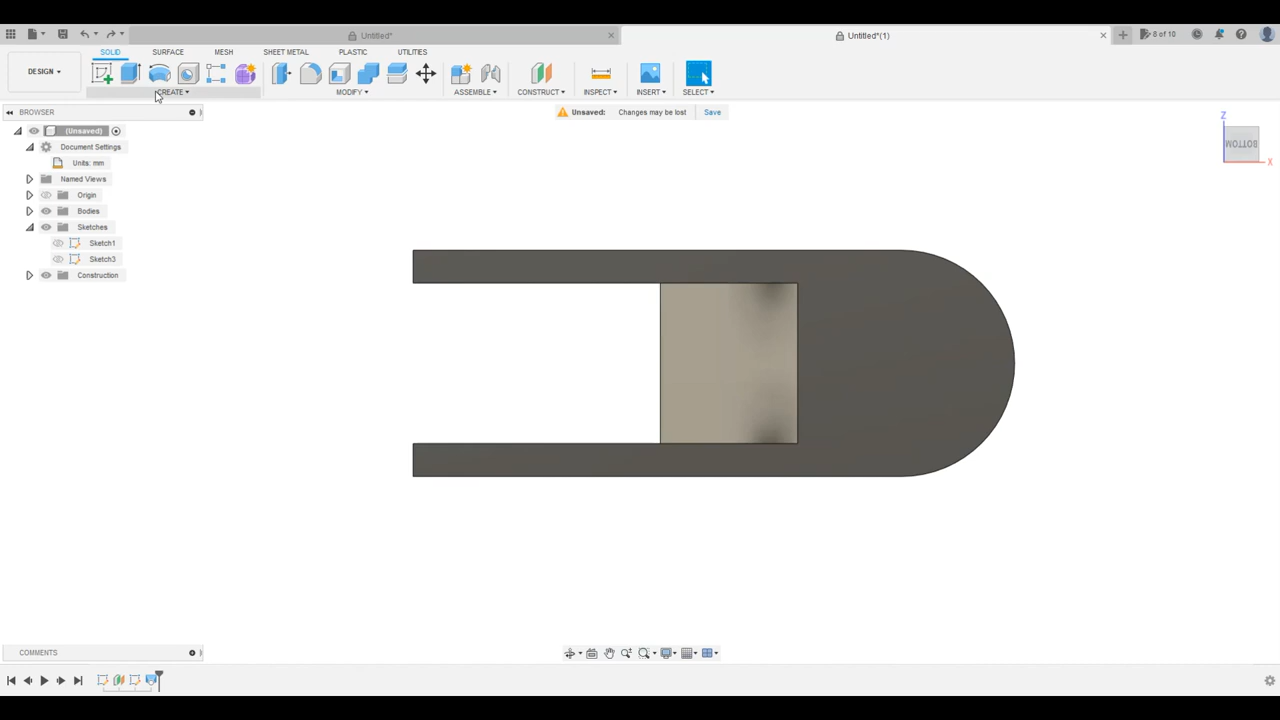 Untitled*
Untitled*(1)
8 of 10
SOLID SURFACE MESH SHEET METAL PLASTIC UTILITIES
DESIGN
CREATE MODIFY ASSEMBLE CONSTRUCT INSPECT INSERT SELECT
BROWSER
Unsaved: Changes may be lost Save
(Unsaved)
Document Settings
Units: mm
Named Views
Origin
Bodies
Sketches
Sketch1
Sketch3
Construction
Z
BOTTOM
X
COMMENTS